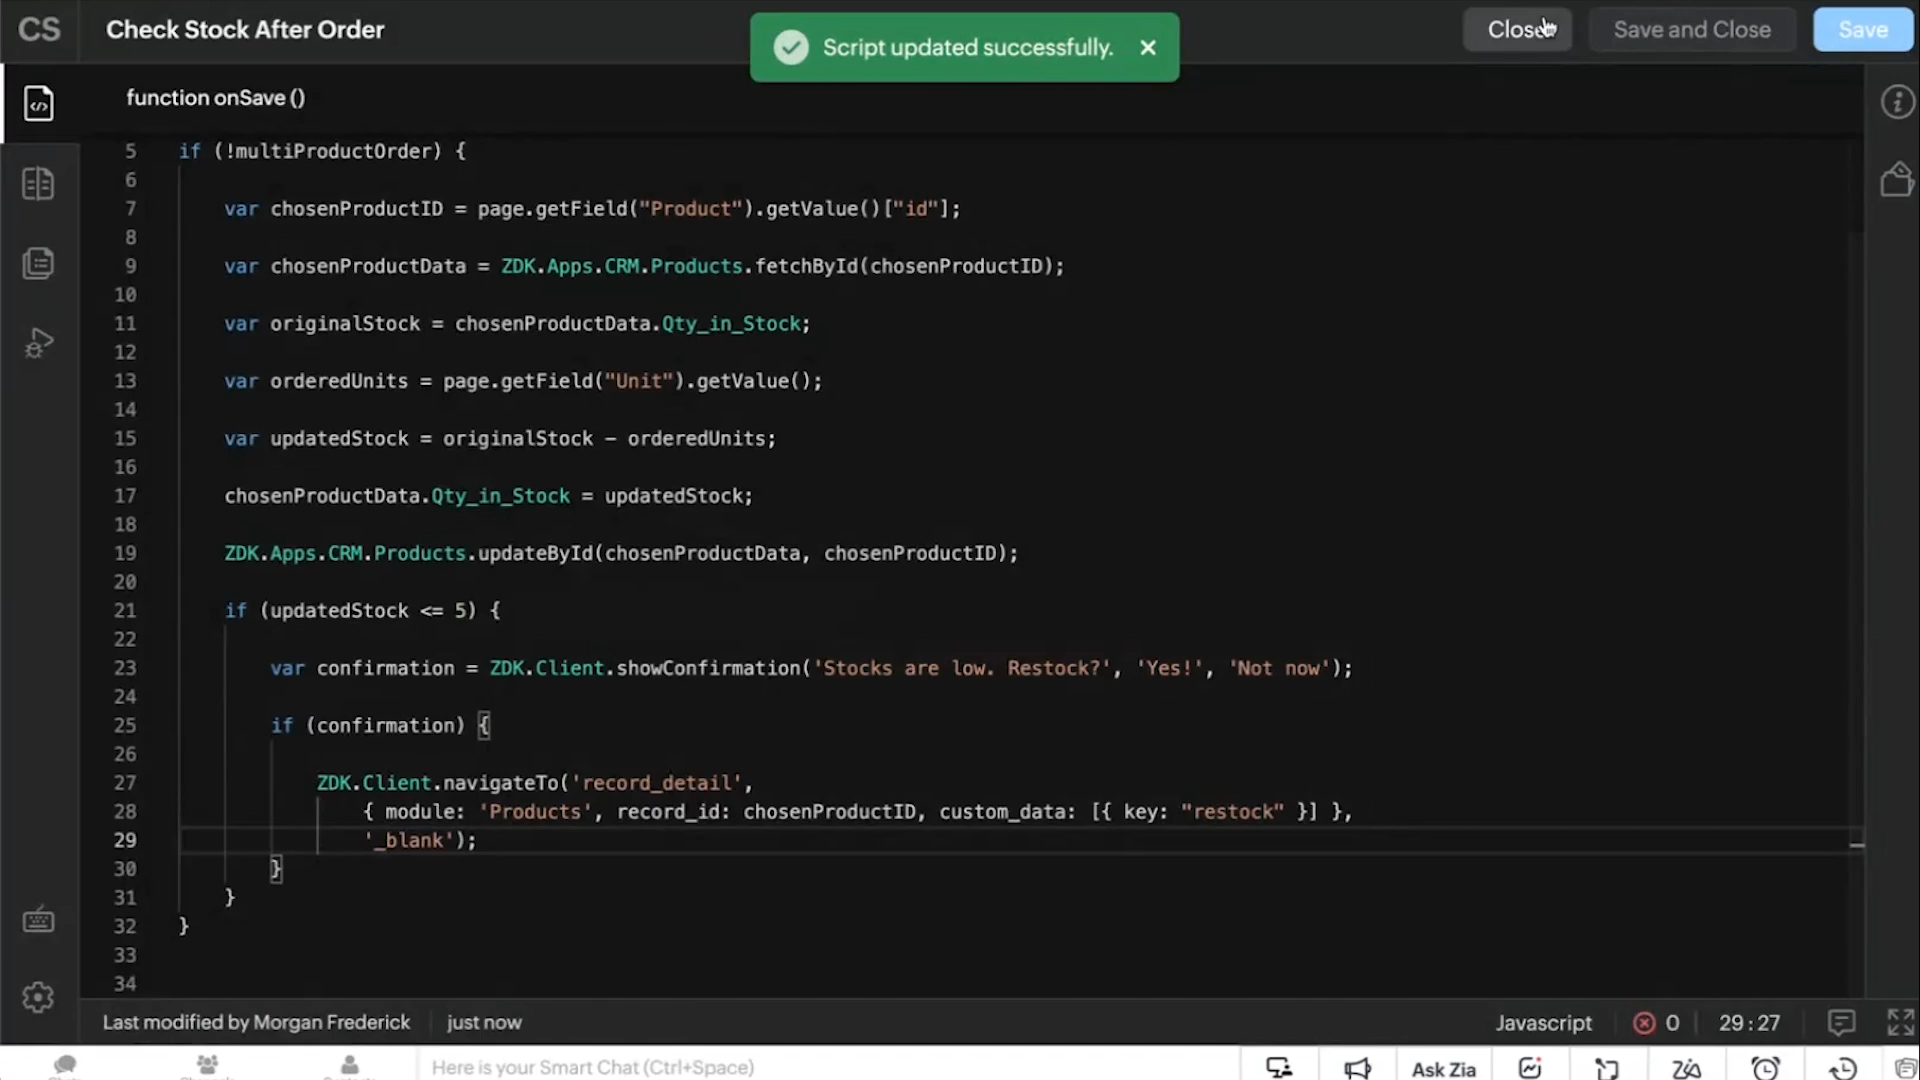 CS
Check Stock After Order
Script updated successfully.
Close
Save and Close
Save
function onSave ()
5 if (!multiProductOrder) {
6
7 var chosenProductID = page.getField("Product").getValue()["id"];
8
9 var chosenProductData = ZDK.Apps.CRM.Products.fetchById(chosenProductID);
10
11 var originalStock = chosenProductData.Qty_in_Stock;
12
13 var orderedUnits = page.getField("Unit").getValue();
14
15 var updatedStock = originalStock - orderedUnits;
16
17 chosenProductData.Qty_in_Stock = updatedStock;
18
19 ZDK.Apps.CRM.Products.updateById(chosenProductData, chosenProductID);
20
21 if (updatedStock <= 5) {
22
23 var confirmation = ZDK.Client.showConfirmation('Stocks are low. Restock?', 'Yes!', 'Not now');
24
25 if (confirmation) {
26
27 ZDK.Client.navigateTo('record_detail',
28 { module: 'Products', record_id: chosenProductID, custom_data: [{ key: "restock" }] },
29 '_blank');
30 }
31 }
32 }
33
34
Last modified by Morgan Frederick
just now
Javascript
0
29:27
Here is your Smart Chat (Ctrl+Space)
Ask Zia